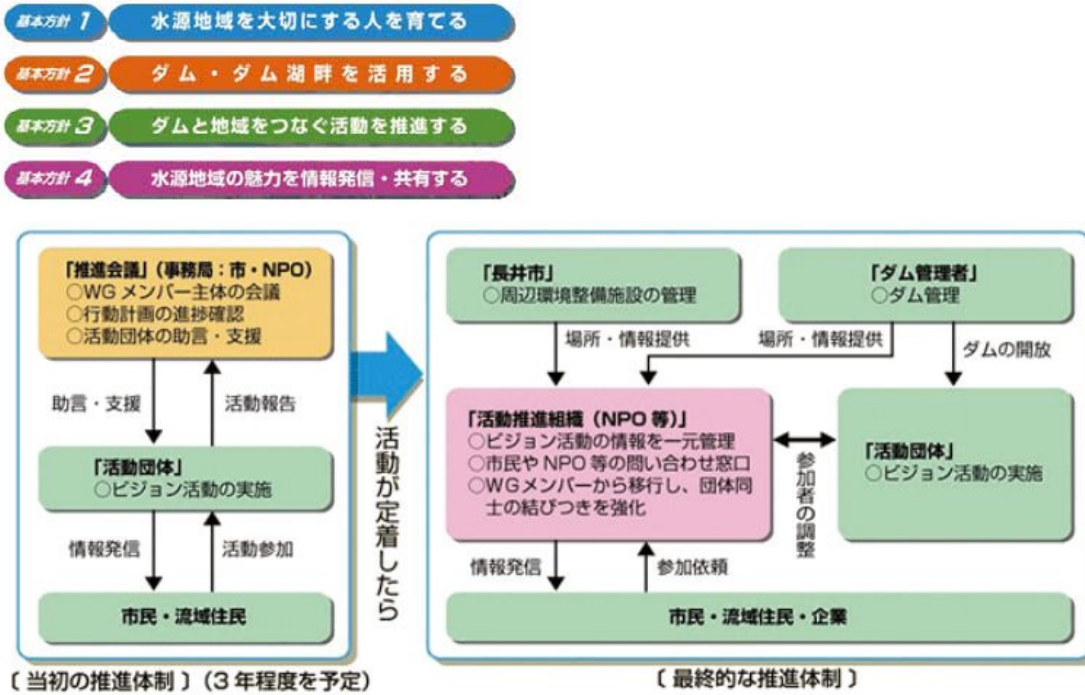 基本方針 1 水源地域を大切にする人を育てる
基本方針 2 ダム・ダム湖畔を活用する
基本方針 3 ダムと地域をつなぐ活動を推進する
基本方針 4 水源地域の魅力を情報発信・共有する
「推進会議」(事務局：市・NPO)
○WG メンバー主体の会議
○行動計画の進捗確認
○活動団体の助言・支援
助言・支援
活動報告
「活動団体」
○ビジョン活動の実施
情報発信
活動参加
市民・流域住民
〔 当初の推進体制 〕(3 年程度を予定)
活動が定着したら
「長井市」
○周辺環境整備施設の管理
「ダム管理者」
○ダム管理
場所・情報提供
場所・情報提供
ダムの開放
「活動推進組織（NPO 等）」
○ビジョン活動の情報を一元管理
○市民や NPO 等の問い合わせ窓口
○WGメンバーから移行し、団体同
士の結びつきを強化
参加者の調整
「活動団体」
○ビジョン活動の実施
情報発信
参加依頼
市民・流域住民・企業
〔 最終的な推進体制 〕